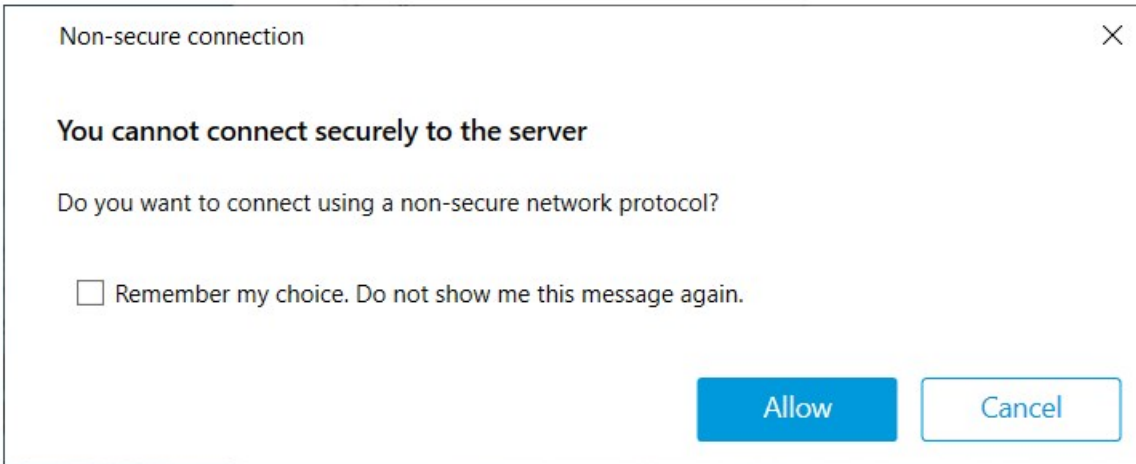 Non-secure connection
You cannot connect securely to the server
Do you want to connect using a non-secure network protocol?
Remember my choice. Do not show me this message again.
Allow
Cancel